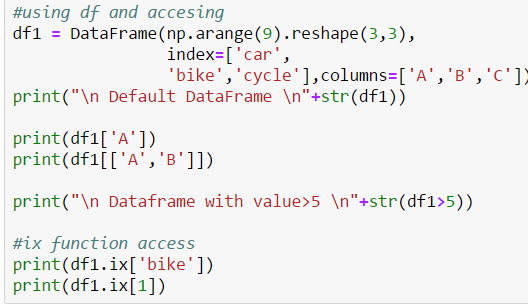 #using df and accesing
df1 = DataFrame(np.arange(9).reshape(3,3),
index=['car',
'bike','cycle'],columns=['A','B','C'])
print("\n Default DataFrame \n"+str(df1))
print(df1['A'])
print(df1[['A','B']])
print("\n Dataframe with value>5 \n"+str(df1>5))
#ix function access
print(df1.ix['bike'])
print(df1.ix[1])